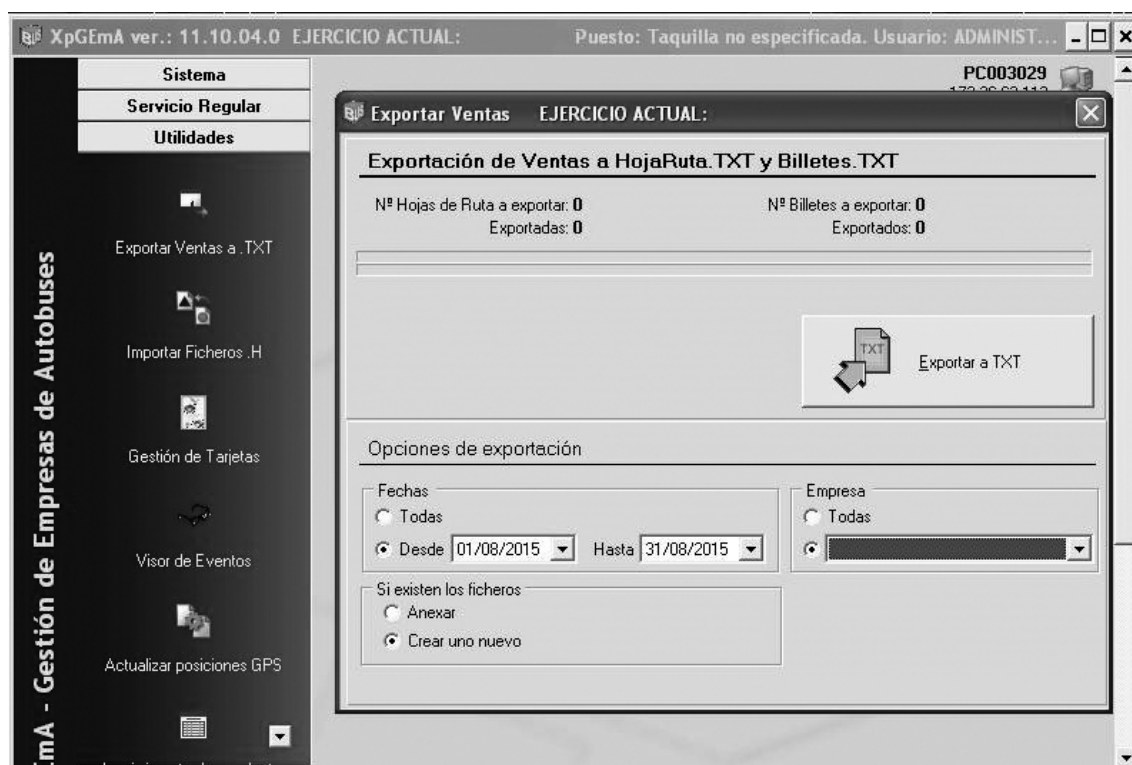 XpGEmA ver.: 11.10.04.0 EJERCICIO ACTUAL: Puesto: Taquilla no especificada. Usuario: ADMINIST...
Sistema
Servicio Regular
Utilidades
Exportar Ventas a .TXT
Importar Ficheros .H
Gestión de Tarjetas
Visor de Eventos
Actualizar posiciones GPS
EmA - Gestión de Empresas de Autobuses
PC003029
Exportar Ventas EJERCICIO ACTUAL:
Exportación de Ventas a HojaRuta.TXT y Billetes.TXT
Nº Hojas de Ruta a exportar: 0 Nº Billetes a exportar: 0
Exportadas: 0 Exportados: 0
TXT
Exportar a TXT
Opciones de exportación
Fechas
Todas
Desde 01/08/2015 Hasta 31/08/2015
Empresa
Todas
Si existen los ficheros
Anexar
Crear uno nuevo